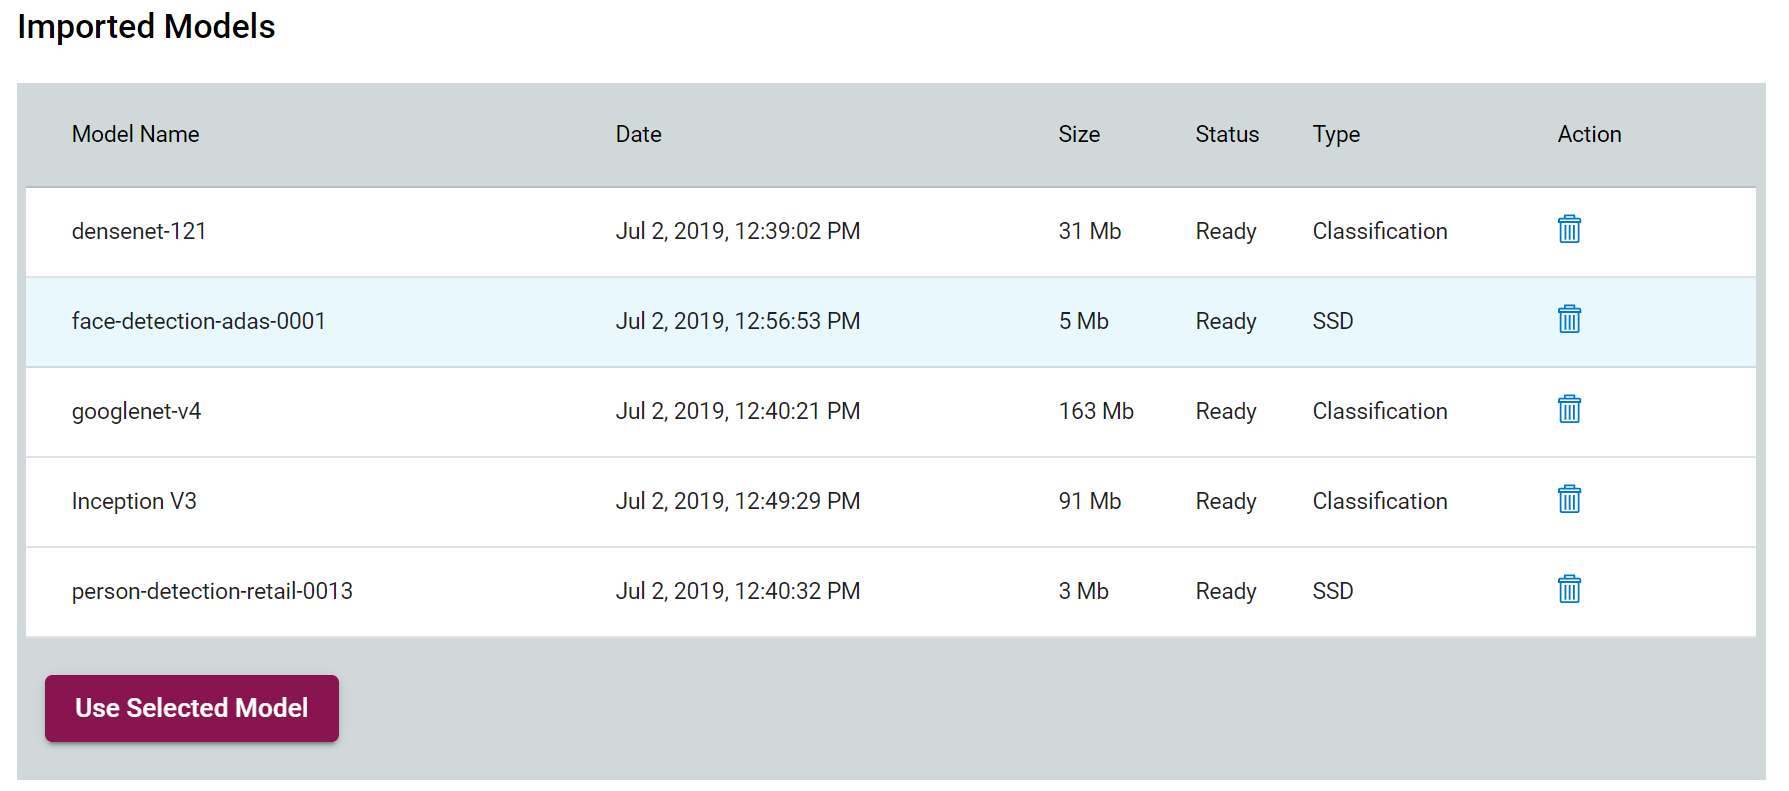 Imported Models
Model Name Date Size Status Type Action
densenet-121 Jul 2, 2019, 12:39:02 PM 31 Mb Ready Classification
face-detection-adas-0001 Jul 2, 2019, 12:56:53 PM 5 Mb Ready SSD
googlenet-v4 Jul 2, 2019, 12:40:21 PM 163 Mb Ready Classification
Inception V3 Jul 2, 2019, 12:49:29 PM 91 Mb Ready Classification
person-detection-retail-0013 Jul 2, 2019, 12:40:32 PM 3 Mb Ready SSD
Use Selected Model